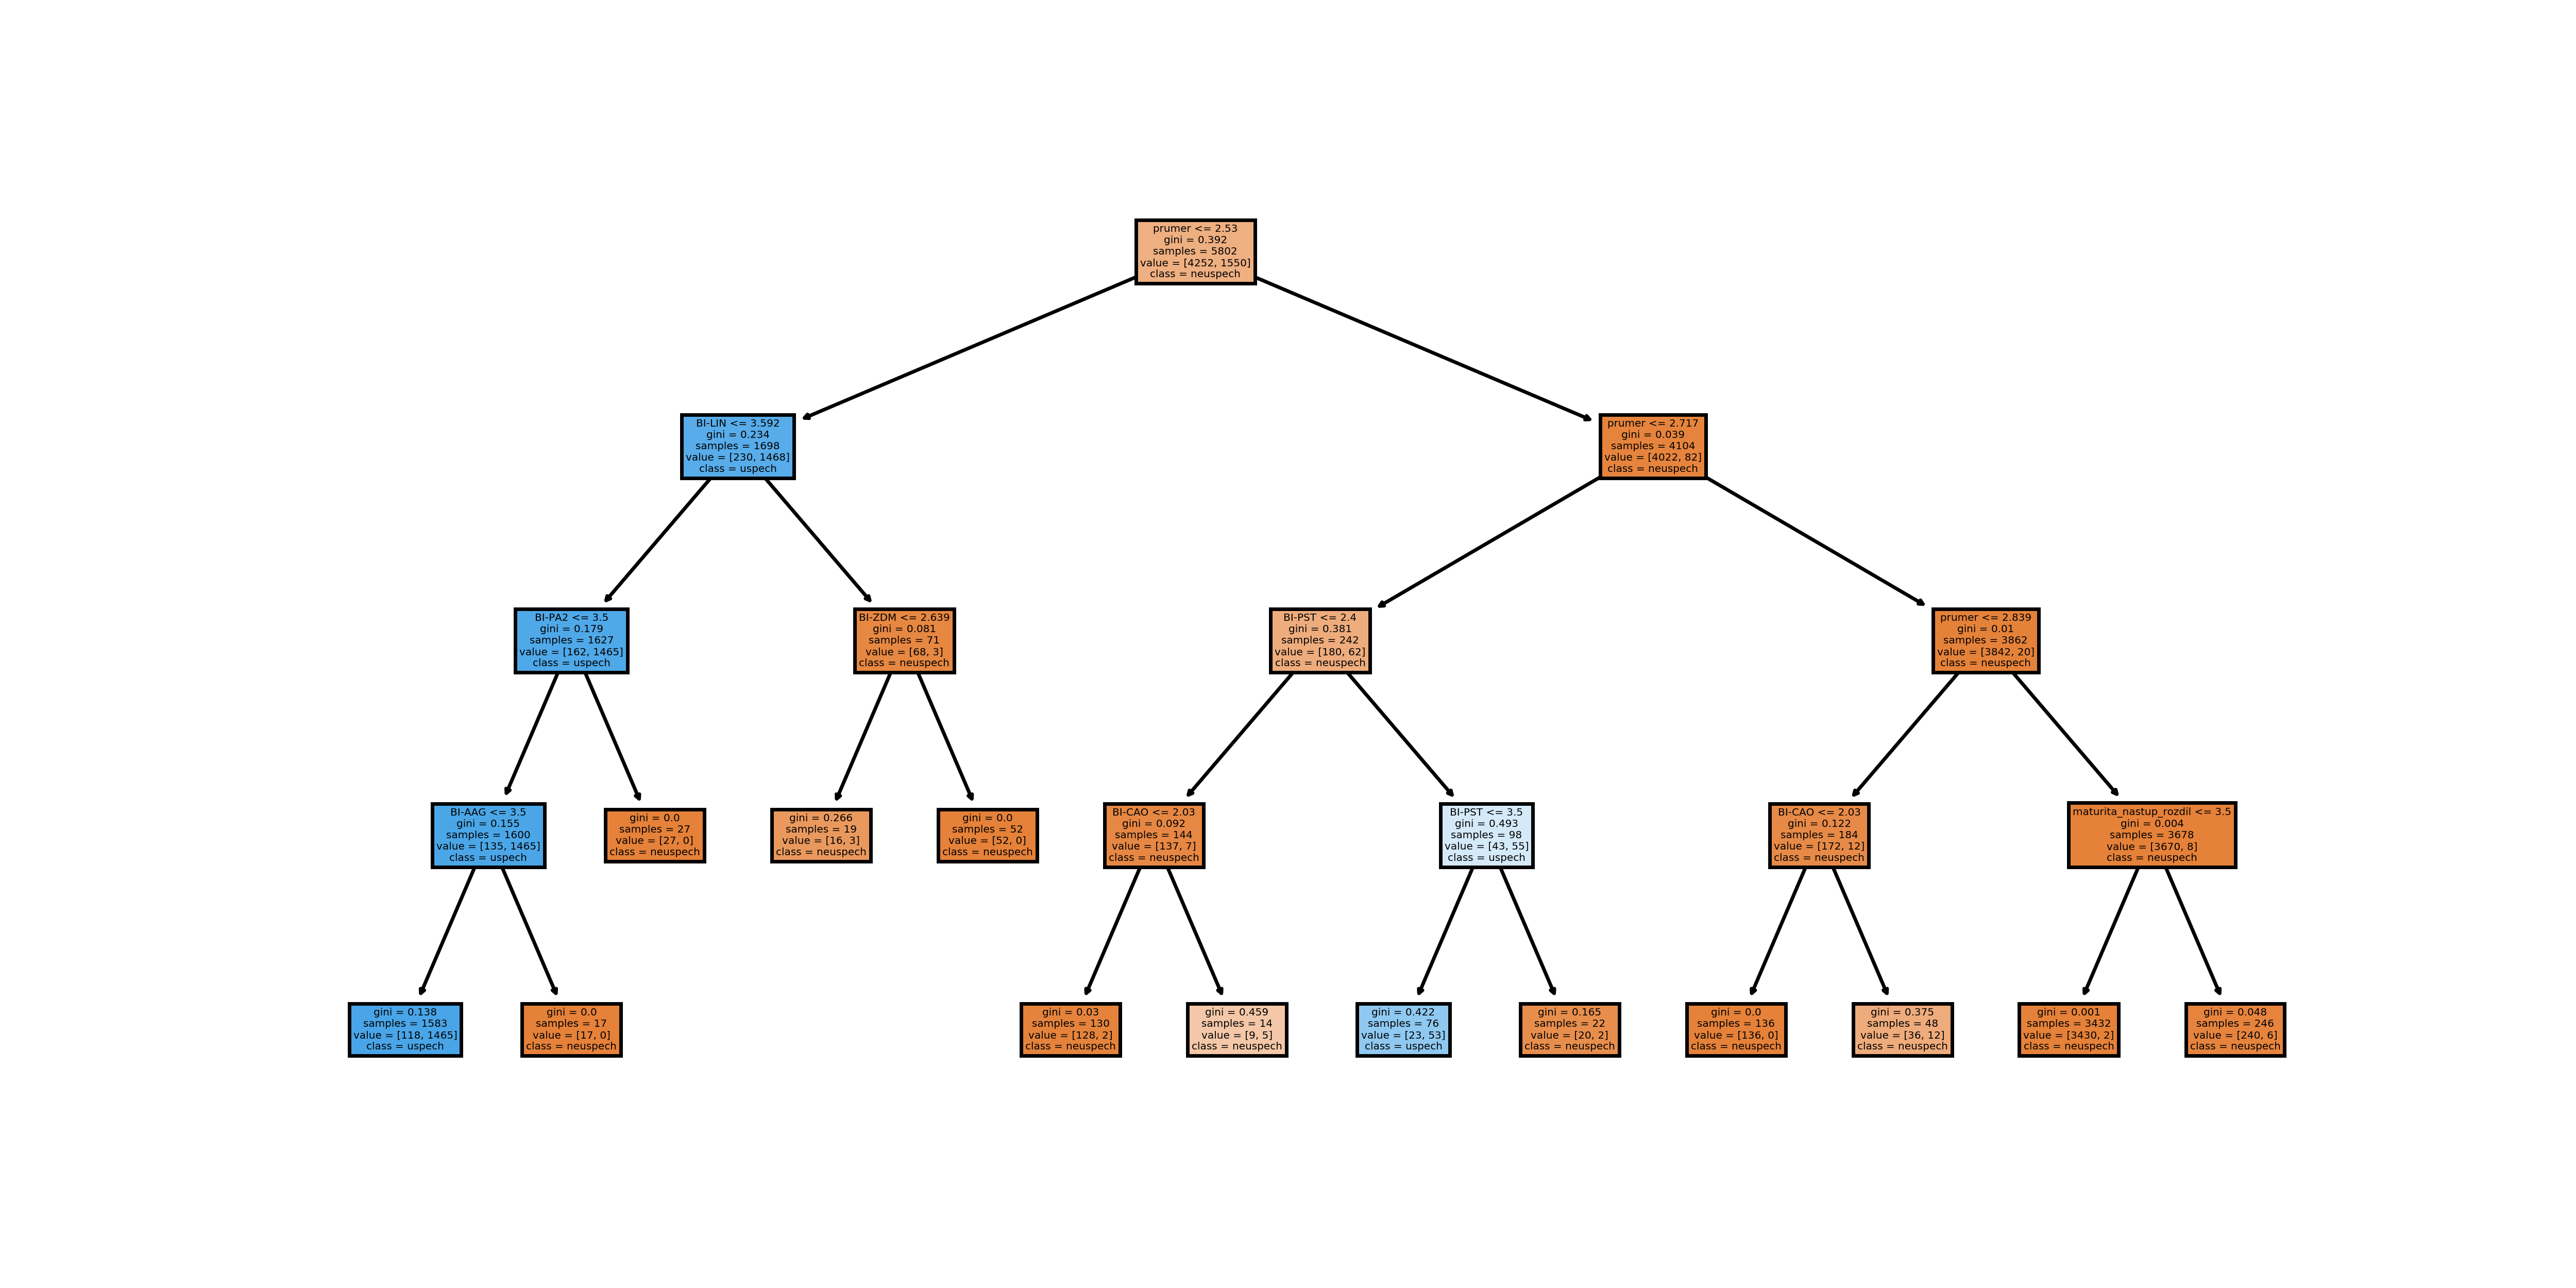 prumer <= 2.53
gini = 0.392
samples = 5802
value = [4252, 1550]
class = neuspech
BI-LIN <= 3.592
gini = 0.234
samples = 1698
value = [230, 1468]
class = uspech
prumer <= 2.717
gini = 0.039
samples = 4104
value = [4022, 82]
class = neuspech
BI-PA2 <= 3.5
gini = 0.179
samples = 1627
value = [162, 1465]
class = uspech
BI-ZDM <= 2.639
gini = 0.081
samples = 71
value = [68, 3]
class = neuspech
BI-PST <= 2.4
gini = 0.381
samples = 242
value = [180, 62]
class = neuspech
prumer <= 2.839
gini = 0.01
samples = 3862
value = [3842, 20]
class = neuspech
BI-AAG <= 3.5
gini = 0.155
samples = 1600
value = [135, 1465]
class = uspech
gini = 0.0
samples = 27
value = [27, 0]
class = neuspech
gini = 0.266
samples = 19
value = [16, 3]
class = neuspech
gini = 0.0
samples = 52
value = [52, 0]
class = neuspech
BI-CAO <= 2.03
gini = 0.092
samples = 144
value = [137, 7]
class = neuspech
BI-PST <= 3.5
gini = 0.493
samples = 98
value = [43, 55]
class = uspech
BI-CAO <= 2.03
gini = 0.122
samples = 184
value = [172, 12]
class = neuspech
maturita_nastup_rozdil <= 3.5
gini = 0.004
samples = 3678
value = [3670, 8]
class = neuspech
gini = 0.138
samples = 1583
value = [118, 1465]
class = uspech
gini = 0.0
samples = 17
value = [17, 0]
class = neuspech
gini = 0.03
samples = 130
value = [128, 2]
class = neuspech
gini = 0.459
samples = 14
value = [9, 5]
class = neuspech
gini = 0.422
samples = 76
value = [23, 53]
class = uspech
gini = 0.165
samples = 22
value = [20, 2]
class = neuspech
gini = 0.0
samples = 136
value = [136, 0]
class = neuspech
gini = 0.375
samples = 48
value = [36, 12]
class = neuspech
gini = 0.001
samples = 3432
value = [3430, 2]
class = neuspech
gini = 0.048
samples = 246
value = [240, 6]
class = neuspech